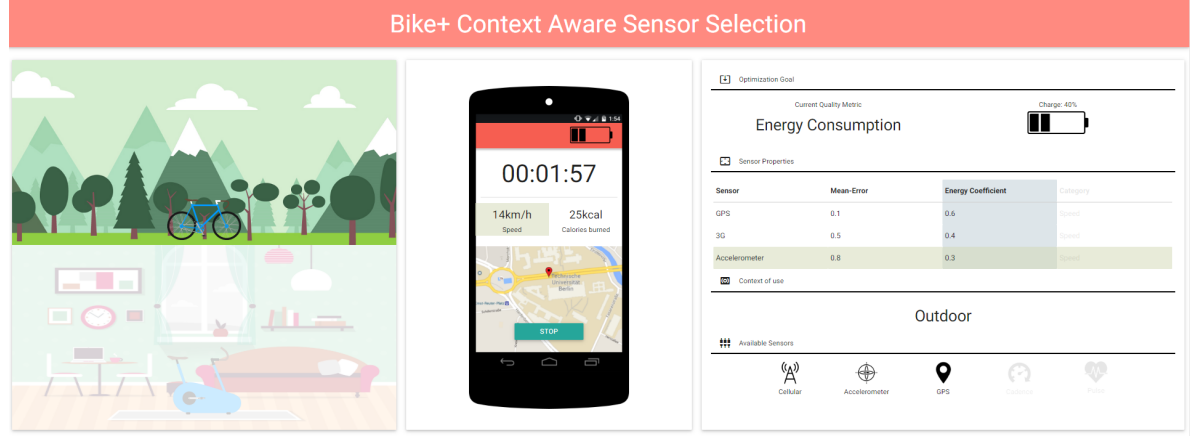 Bike+ Context Aware Sensor Selection
1:54
00:01:57
14km/h 25kcal
Speed Calories burned
Technische
Universität
Berlin
STOP
Optimization Goal
Current Quality Metric Charge: 40%
Energy Consumption
Sensor Properties
Sensor Mean-Error Energy Coefficient Category
GPS 0.1 0.6 Speed
3G 0.5 0.4 Speed
Accelerometer 0.8 0.3 Speed
Context of use
Outdoor
Available Sensors
Cellular Accelerometer GPS